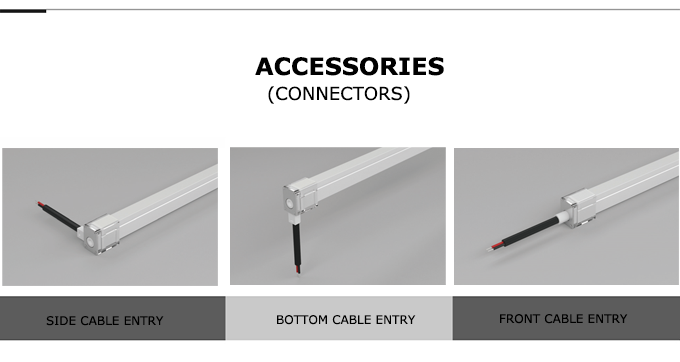 ACCESSORIES
(CONNECTORS)
SIDE CABLE ENTRY
BOTTOM CABLE ENTRY
FRONT CABLE ENTRY